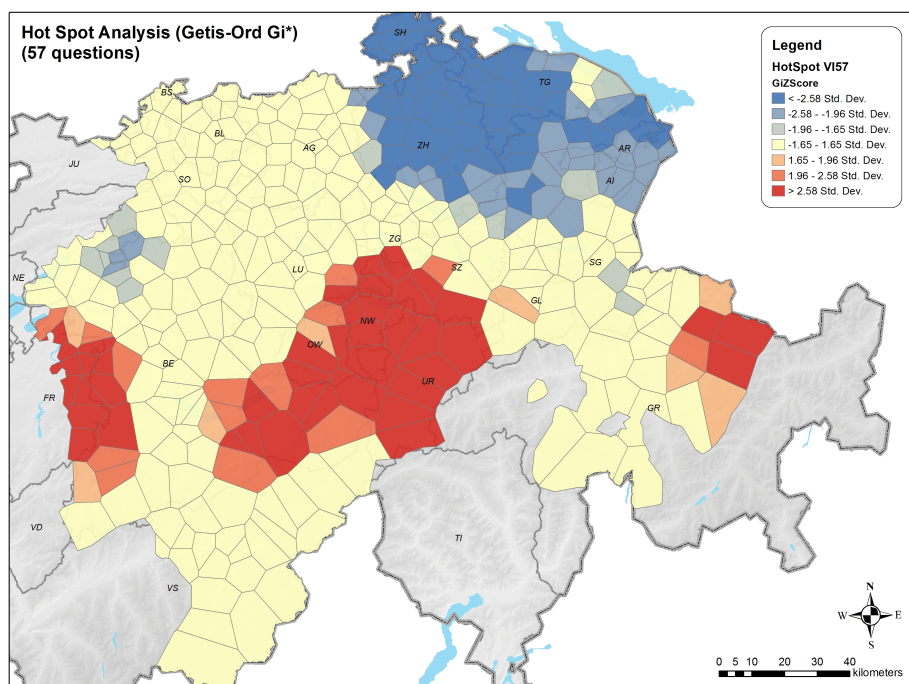 Hot Spot Analysis (Getis-Ord Gi*)
(57 questions)
Legend
HotSpot VI57
GiZScore
< -2.58 Std. Dev.
-2.58 - -1.96 Std. Dev.
-1.96 - -1.65 Std. Dev.
-1.65 - 1.65 Std. Dev.
1.65 - 1.96 Std. Dev.
1.96 - 2.58 Std. Dev.
> 2.58 Std. Dev.
SH
TG
BS
BL
AG
ZH
AR
JU
SO
AI
ZG
NE
LU
SZ
SG
GL
NW
OW
BE
UR
FR
GR
VD
TI
VS
N
W E
S
0 5 10 20 30 40
kilometers